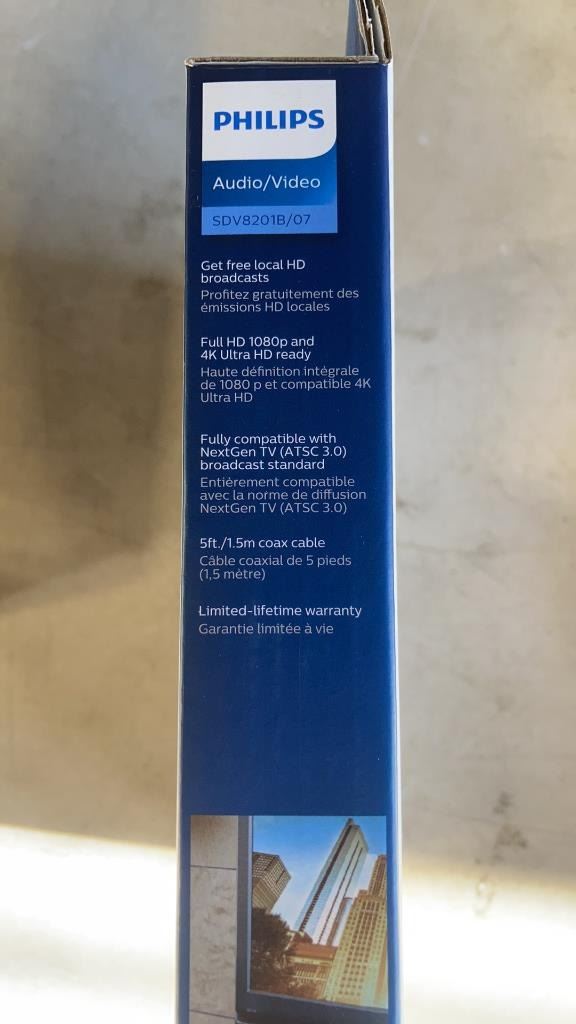 PHILIPS
Audio/Video
SDV8201B/07
Get free local HD
broadcasts
Profitez gratuitement des
émissions HD locales
Full HD 1080p and
4K Ultra HD ready
Haute définition intégrale
de 1080 p et compatible 4K
Ultra HD
Fully compatible with
NextGen TV (ATSC 3.0)
broadcast standard
Entièrement compatible
avec la norme de diffusion
NextGen TV (ATSC 3.0)
5ft./1.5m coax cable
Câble coaxial de 5 pieds
(1,5 mètre)
Limited-lifetime warranty
Garantie limitée à vie